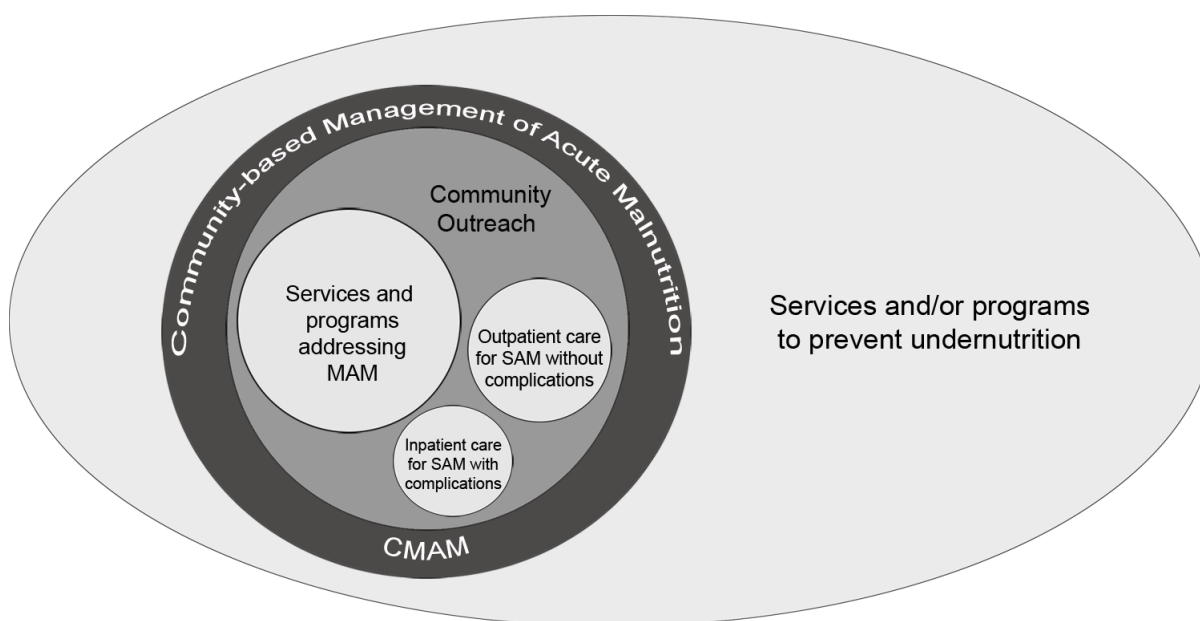 Community-based Management of Acute Malnutrition
Community
Outreach
Services and
programs
addressing
MAM
Outpatient care
for SAM without
complications
Inpatient care
for SAM with
complications
CMAM
Services and/or programs
to prevent undernutrition